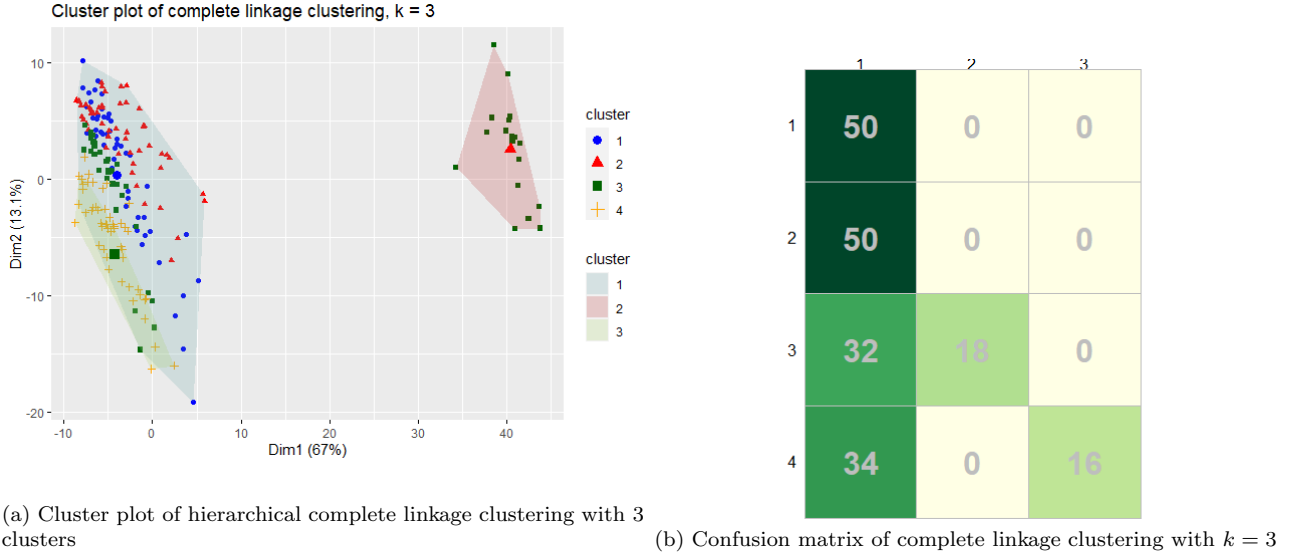 Cluster plot of complete linkage clustering, k = 3
10
0
-10
-20
Dim2 (13.1%)
-10
0
10
20
30
40
Dim1 (67%)
cluster
1
2
3
4
cluster
1
2
3
(a) Cluster plot of hierarchical complete linkage clustering with 3
clusters
1 2 3
1 50 0 0
2 50 0 0
3 32 18 0
4 34 0 16
(b) Confusion matrix of complete linkage clustering with k = 3